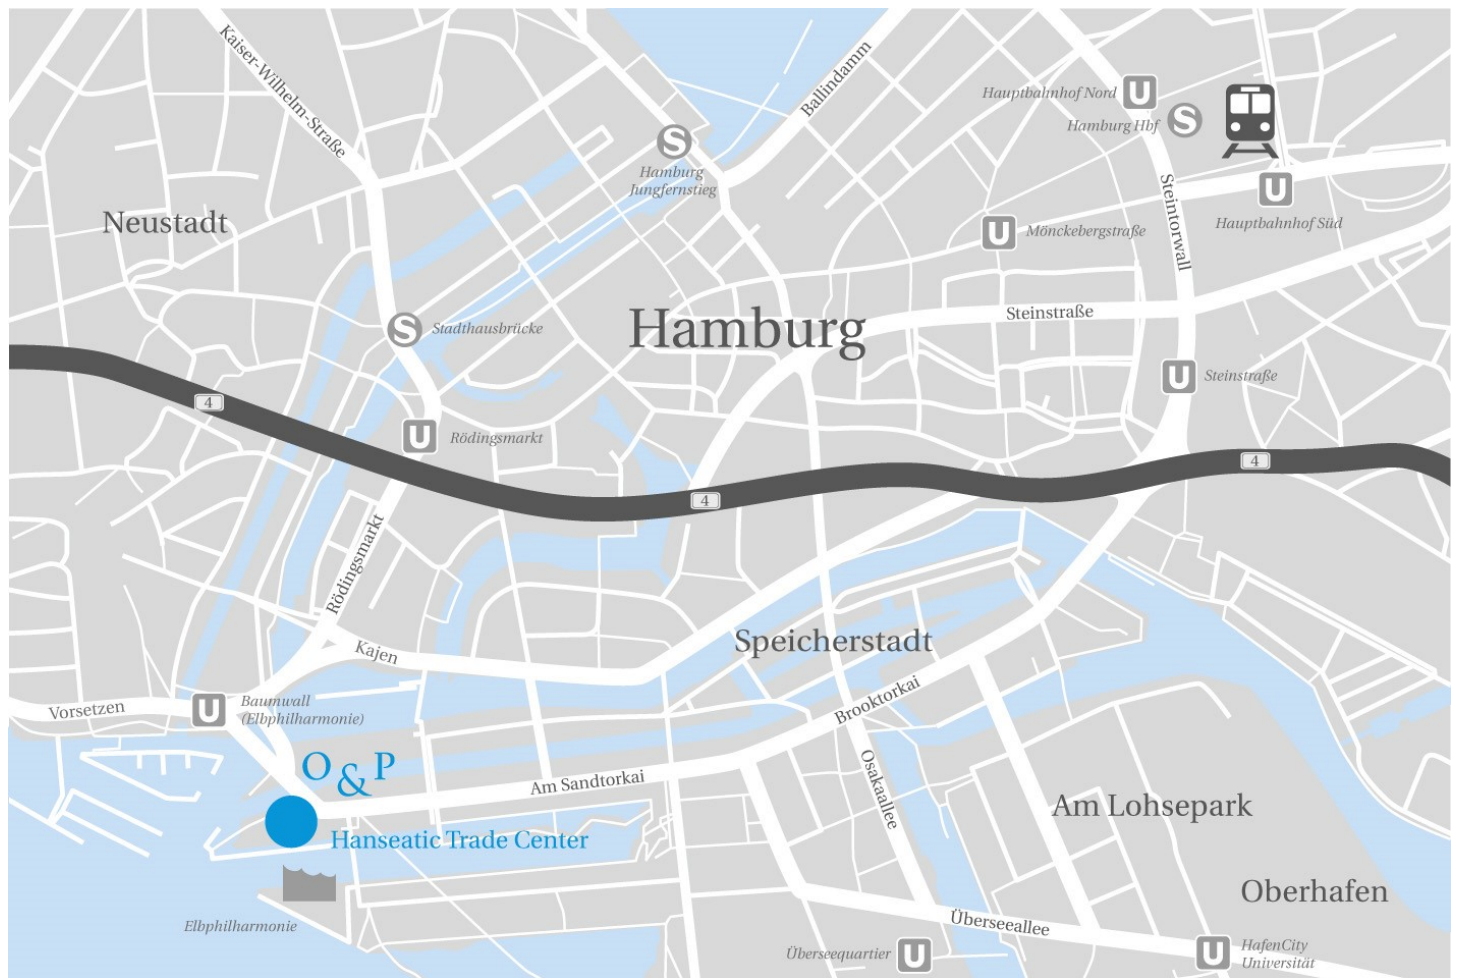 Kaiser-Wilhelm-Straße
Ballindamm
Hauptbahnhof Nord
U
Hamburg Hbf
S
S
Hamburg
Jungfernstieg
Steintorwall
U
Hauptbahnhof Süd
Neustadt
U
Mönckebergstraße
Hamburg
Steinstraße
S
Stadthausbrücke
U
Steinstraße
4
U
Rödingsmarkt
4
4
Rödingsmarkt
Kajen
Speicherstadt
Vorsetzen
U
Baumwall
(Elbphilharmonie)
Brooktorkai
O & P
Am Sandtorkai
Osakaallee
Am Lohsepark
Hanseatic Trade Center
Oberhafen
Elbphilharmonie
Überseeallee
Überseequartier
U
U
HafenCity
Universität